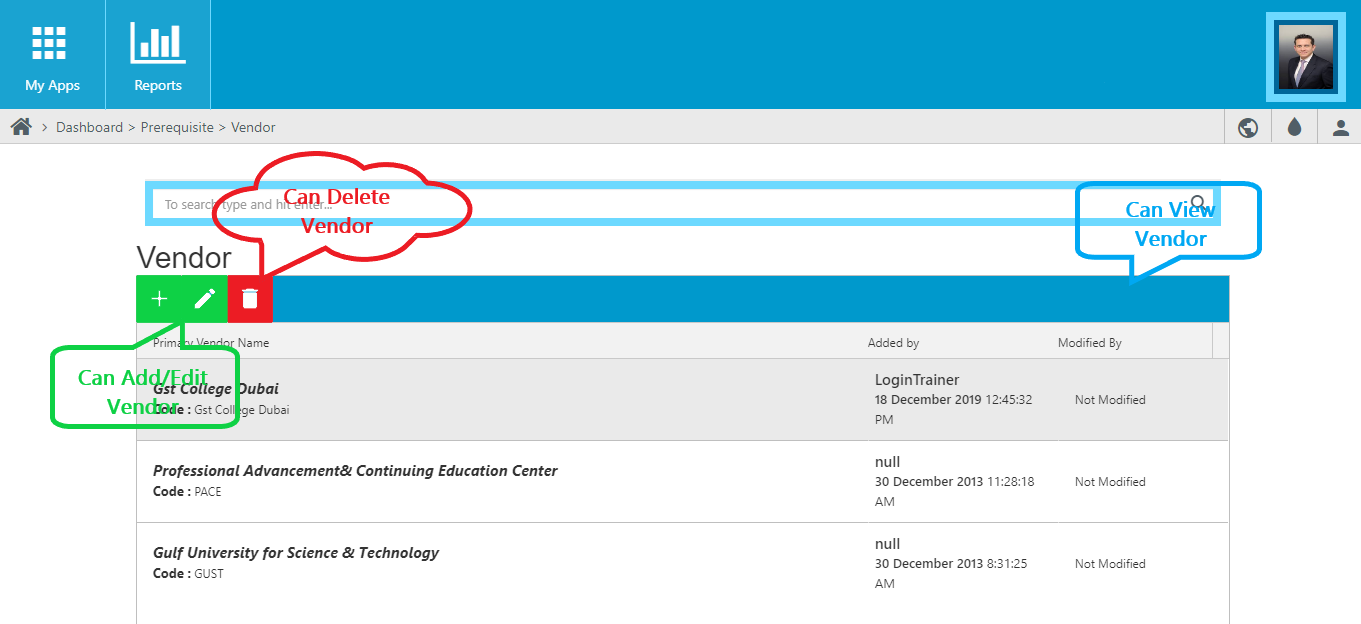 My Apps
Reports
Dashboard > Prerequisite > Vendor
To search type and hit enter...
Can Delete
Vendor
Can View
Vendor
Vendor
Primary Vendor Name
Added by
Modified By
Can Add/Edit
Vendor
Gst College Dubai
Code : Gst College Dubai
LoginTrainer
18 December 2019 12:45:32
PM
Not Modified
Professional Advancement& Continuing Education Center
Code : PACE
null
30 December 2013 11:28:18
AM
Not Modified
Gulf University for Science & Technology
Code : GUST
null
30 December 2013 8:31:25
AM
Not Modified